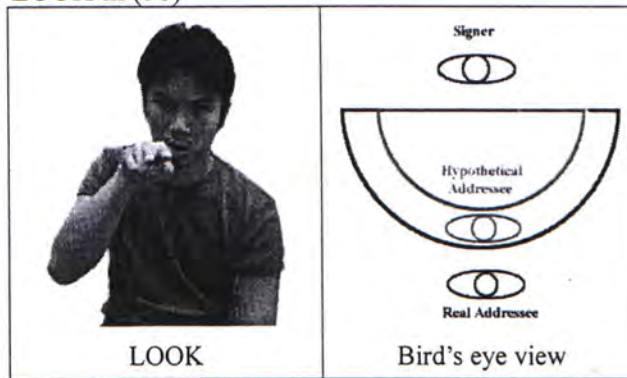 Signer
Hypothetical
Addressee
Real Addressee
LOOK
Bird's eye view